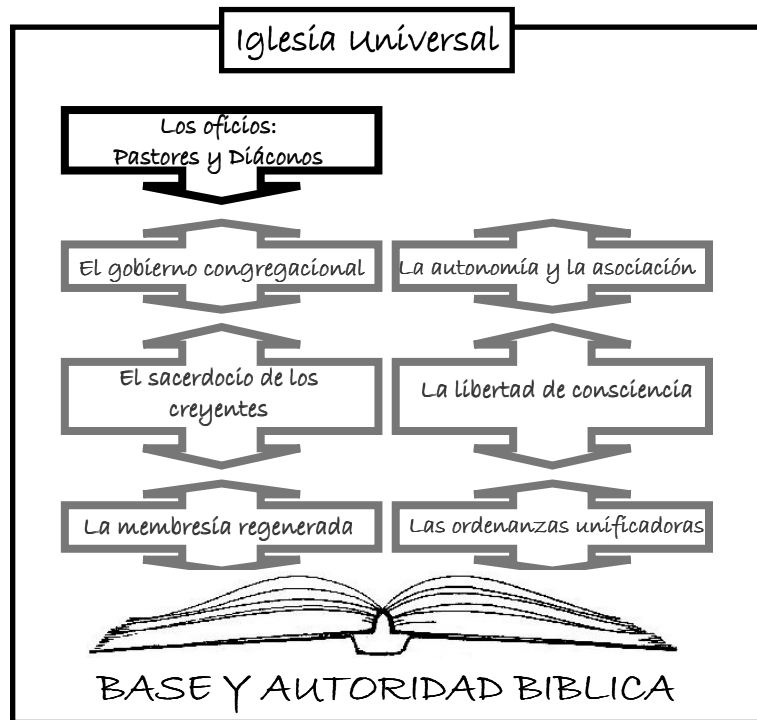 Iglesia Universal
Los oficios:
Pastores y Diáconos
El gobierno congregacional
La autonomía y la asociación
El sacerdocio de los
creyentes
La libertad de consciencia
La membresía regenerada
Las ordenanzas unificadoras
BASE Y AUTORIDAD BIBLICA